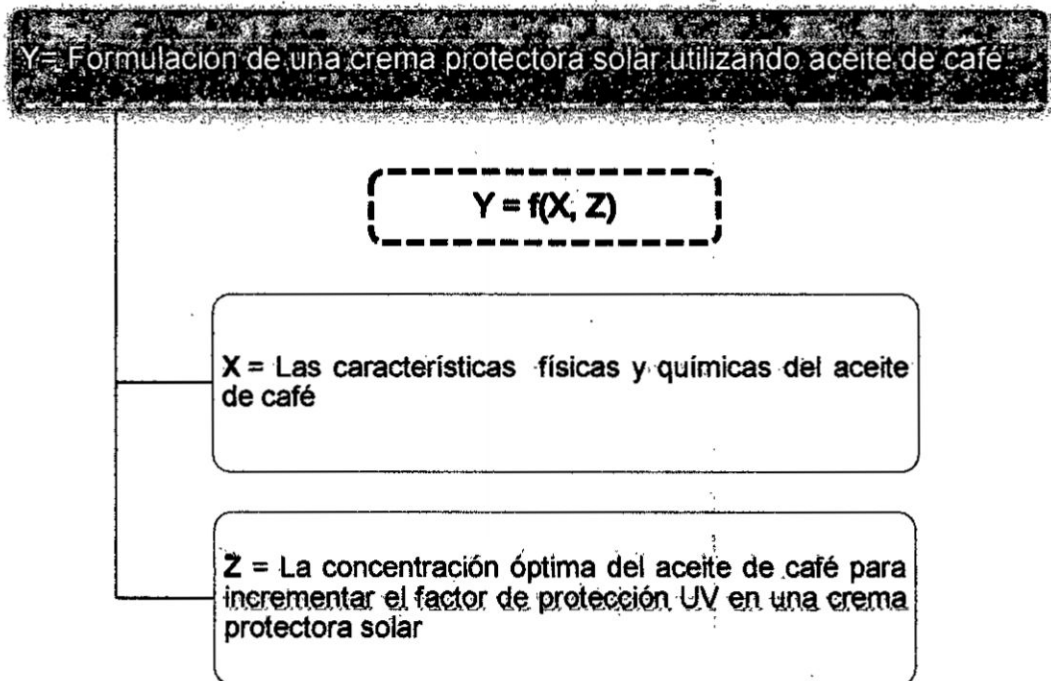 Y= Formulación de una crema protectora solar utilizando aceite de café
Y = f(X, Z)
X = Las características físicas y químicas del aceite
de café
Z = La concentración óptima del aceite de café para
incrementar el factor de protección UV en una crema
protectora solar